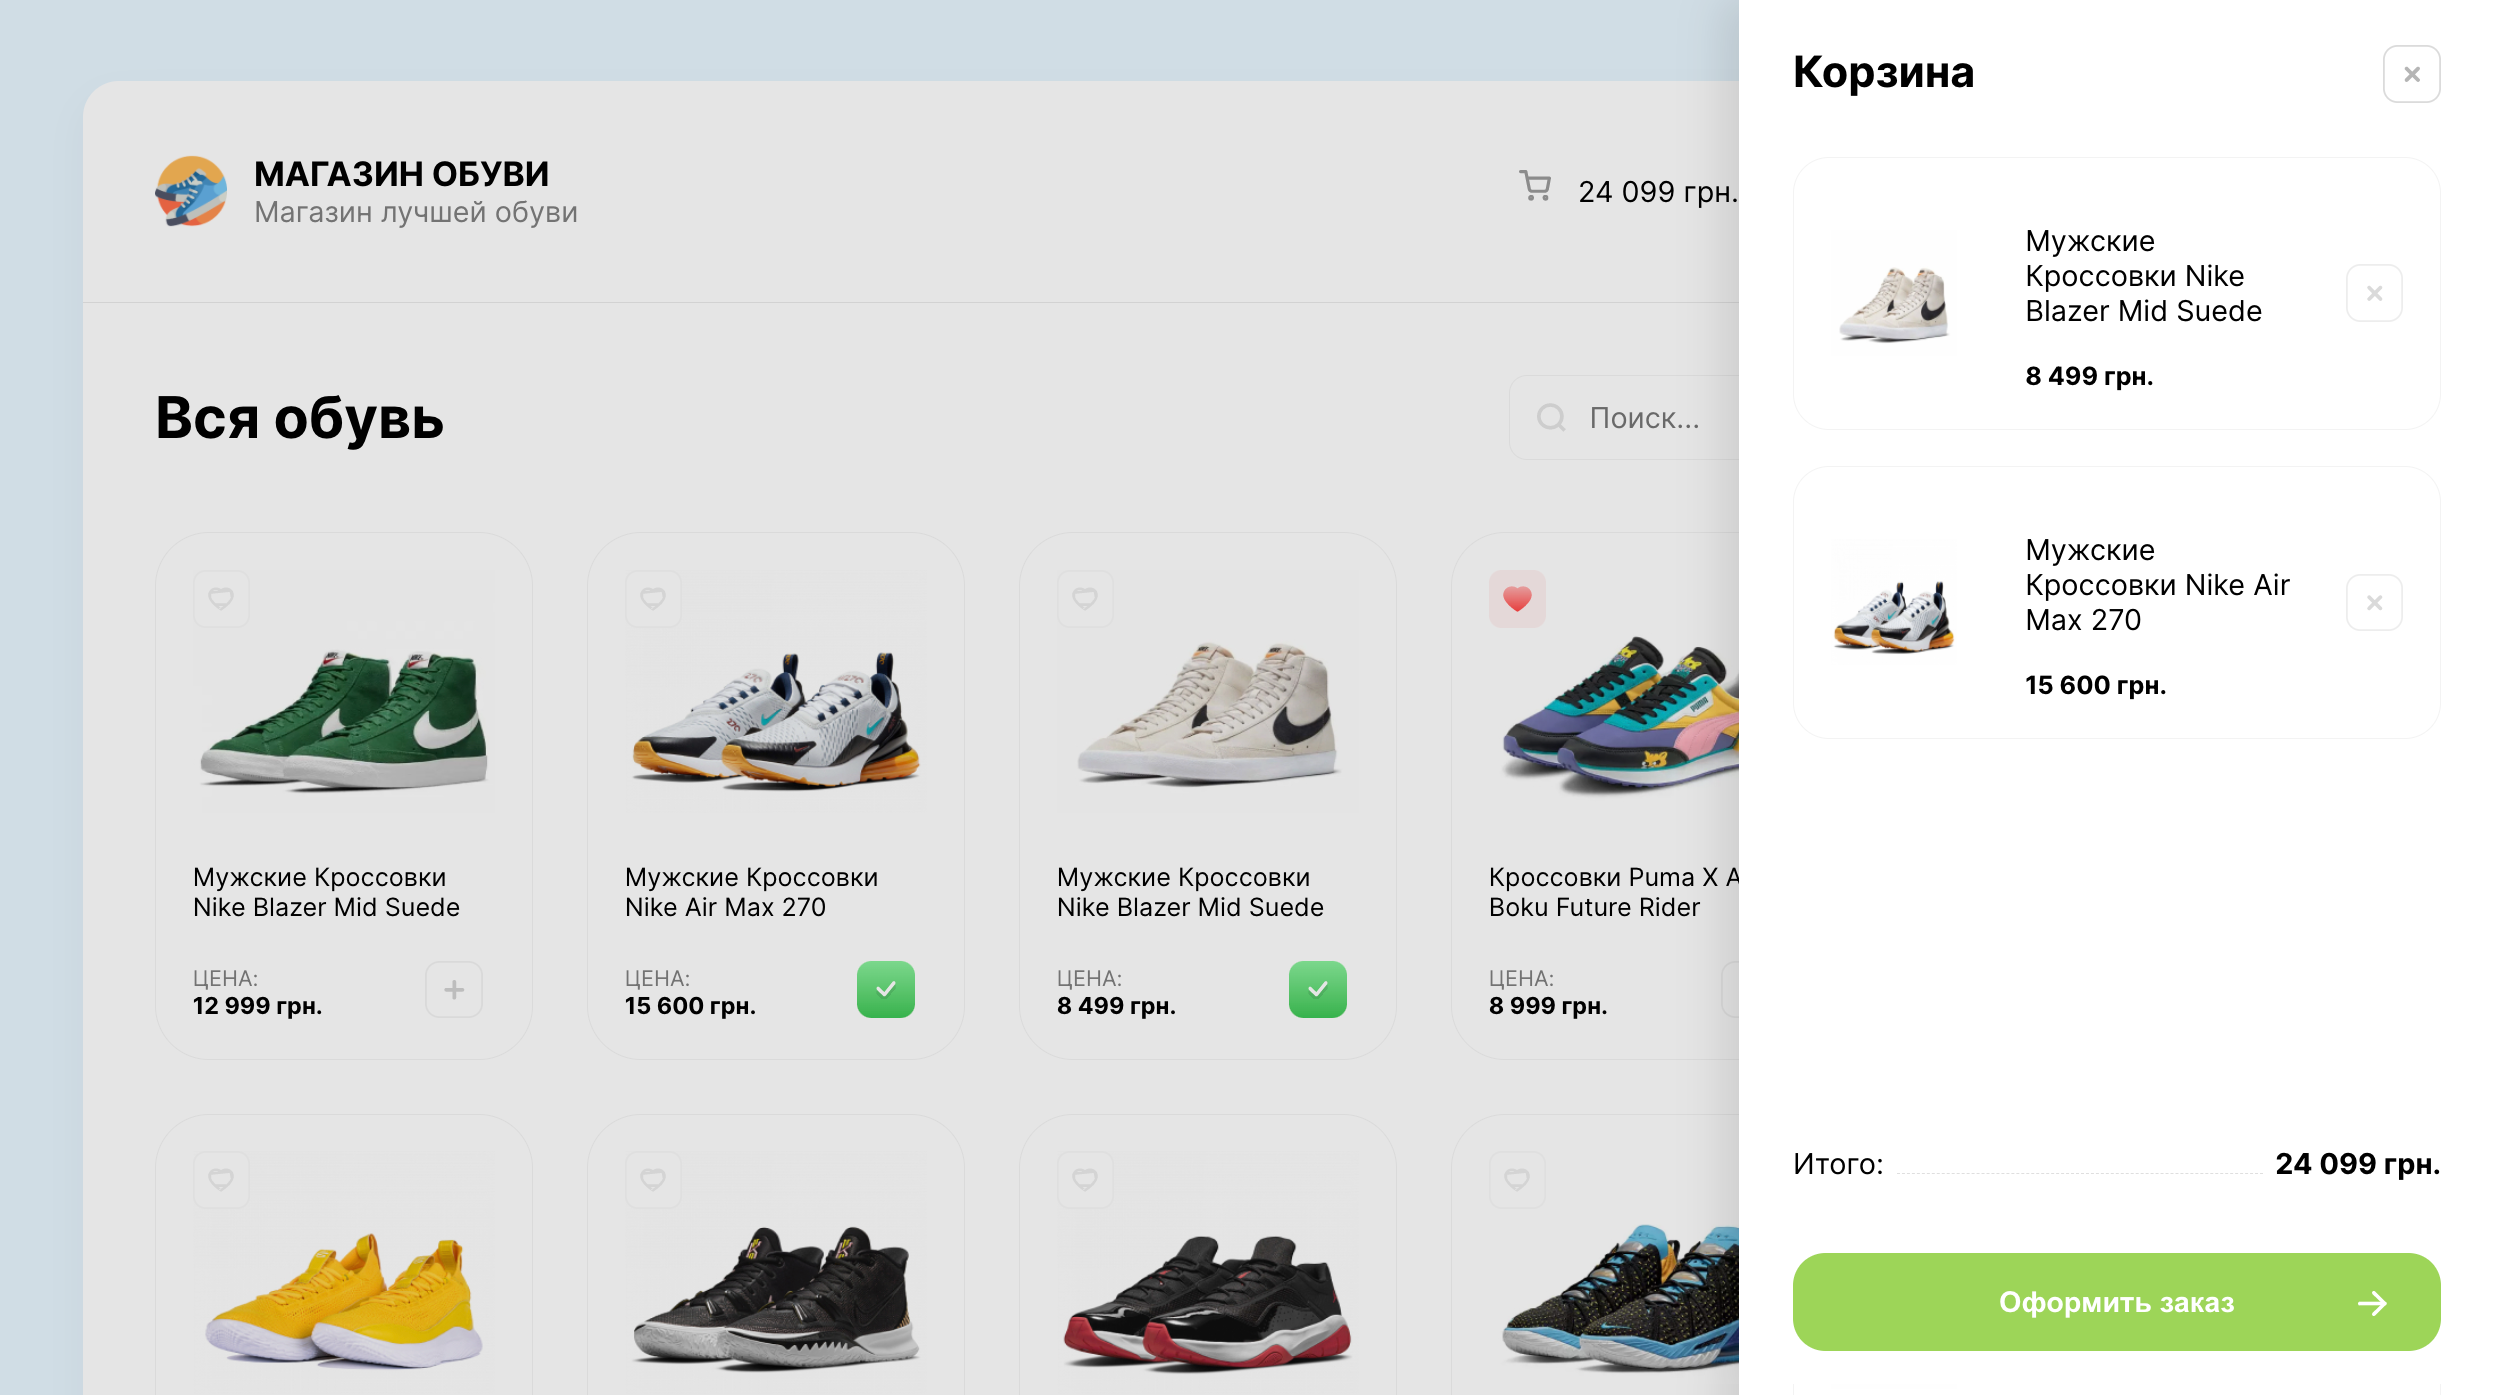 МАГАЗИН ОБУВИ
Магазин лучшей обуви
24 099 грн.
Вся обувь
Поиск...
Мужские Кроссовки
Nike Blazer Mid Suede
ЦЕНА:
12 999 грн.
Мужские Кроссовки
Nike Air Max 270
ЦЕНА:
15 600 грн.
Мужские Кроссовки
Nike Blazer Mid Suede
ЦЕНА:
8 499 грн.
Кроссовки Puma X A
Boku Future Rider
ЦЕНА:
8 999 грн.
Корзина
Мужские
Кроссовки Nike
Blazer Mid Suede
8 499 грн.
Мужские
Кроссовки Nike Air
Max 270
15 600 грн.
Итого:
24 099 грн.
Оформить заказ